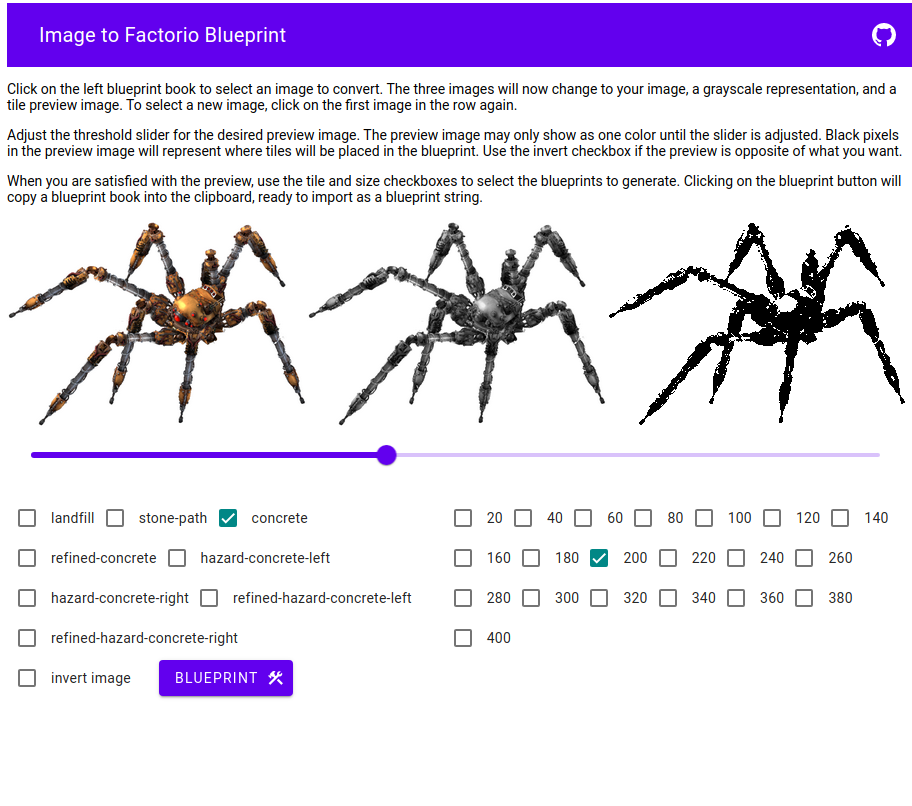 Image to Factorio Blueprint
Click on the left blueprint book to select an image to convert. The three images will now change to your image, a grayscale representation, and a
tile preview image. To select a new image, click on the first image in the row again.
Adjust the threshold slider for the desired preview image. The preview image may only show as one color until the slider is adjusted. Black pixels
in the preview image will represent where tiles will be placed in the blueprint. Use the invert checkbox if the preview is opposite of what you want.
When you are satisfied with the preview, use the tile and size checkboxes to select the blueprints to generate. Clicking on the blueprint button will
copy a blueprint book into the clipboard, ready to import as a blueprint string.
landfill stone-path concrete
refined-concrete hazard-concrete-left
hazard-concrete-right refined-hazard-concrete-left
refined-hazard-concrete-right
invert image BLUEPRINT
20 40 60 80 100 120 140
160 180 200 220 240 260
280 300 320 340 360 380
400